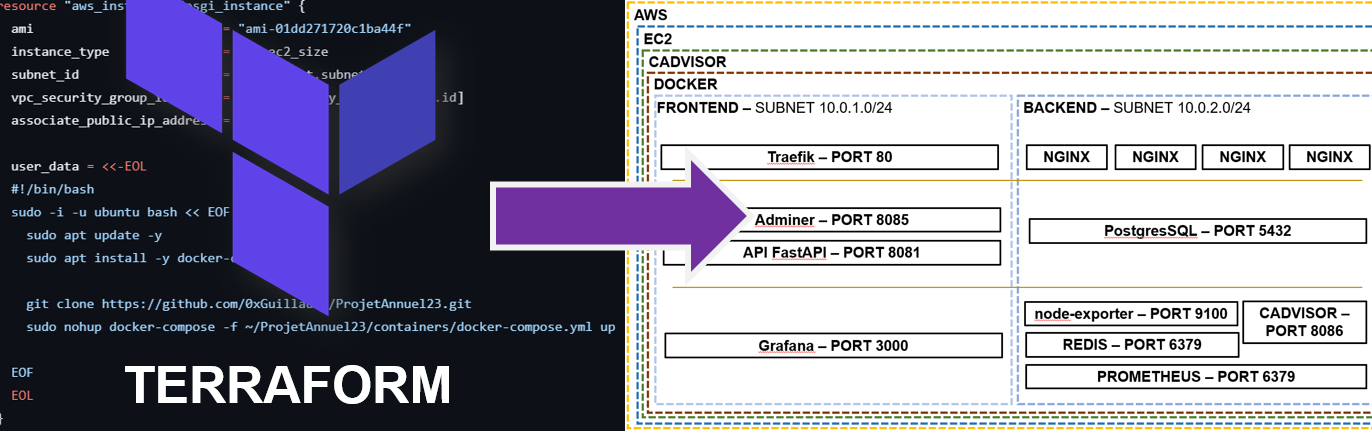 resource "aws_inst sgi_instance" {
ami = "ami-01dd271720c1ba44f"
instance_type ec2_size
subnet_id = t.subne
vpc_security_group_i = y_ .id]
associate_public_ip_addre =
user_data = <<-EOL
#!/bin/bash
sudo -i -u ubuntu bash << EOF
sudo apt update -y
sudo apt install -y docker-
git clone https://github.com/0xGuilla /ProjetAnnuel23.git
sudo nohup docker-compose -f ~/ProjetAnnuel23/containers/docker-compose.yml up
EOF
EOL
}
TERRAFORM
AWS
EC2
CADVISOR
DOCKER
FRONTEND – SUBNET 10.0.1.0/24
Traefik – PORT 80
Adminer – PORT 8085
API FastAPI – PORT 8081
Grafana – PORT 3000
BACKEND – SUBNET 10.0.2.0/24
NGINX
NGINX
NGINX
NGINX
PostgresSQL – PORT 5432
node-exporter – PORT 9100
CADVISOR –
PORT 8086
REDIS – PORT 6379
PROMETHEUS – PORT 6379